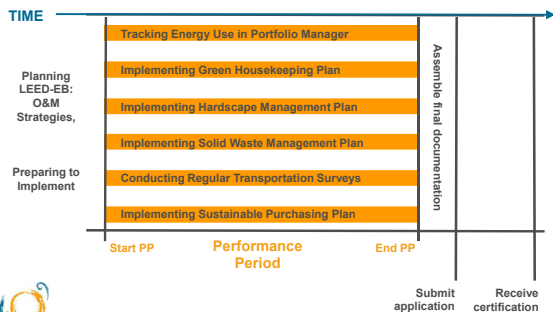 TIME
Tracking Energy Use in Portfolio Manager
Implementing Green Housekeeping Plan
Planning
LEED-EB:
O&M
Strategies,
Implementing Hardscape Management Plan
Implementing Solid Waste Management Plan
Preparing to
Implement
Conducting Regular Transportation Surveys
Implementing Sustainable Purchasing Plan
Assemble final documentation
Start PP
Performance
Period
End PP
Submit
application
Receive
certification